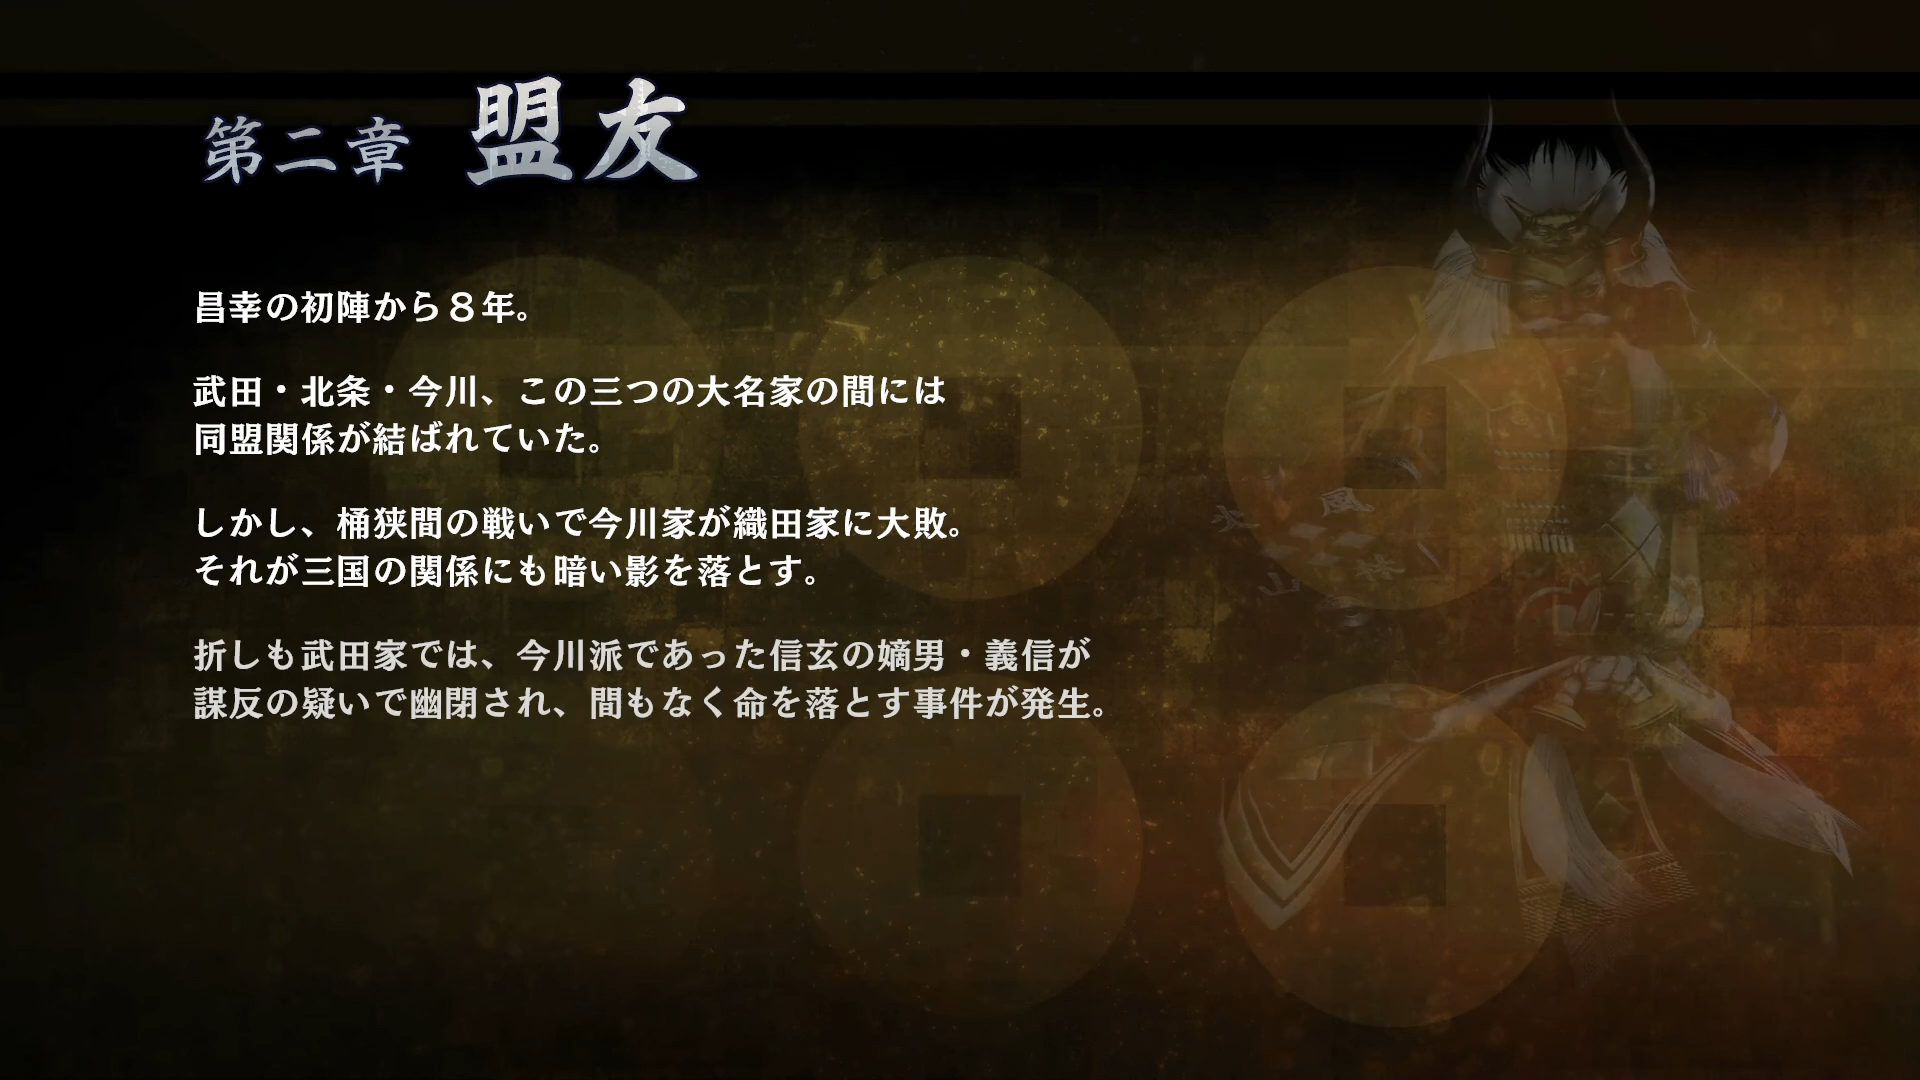 第二章 盟友
昌幸の初陣から８年。
武田・北条・今川、この三つの大名家の間には
同盟関係が結ばれていた。
しかし、桶狭間の戦いで今川家が織田家に大敗。
それが三国の関係にも暗い影を落とす。
折しも武田家では、今川派であった信玄の嫡男・義信が
謀反の疑いで幽閉され、間もなく命を落とす事件が発生。
風
火
林
山